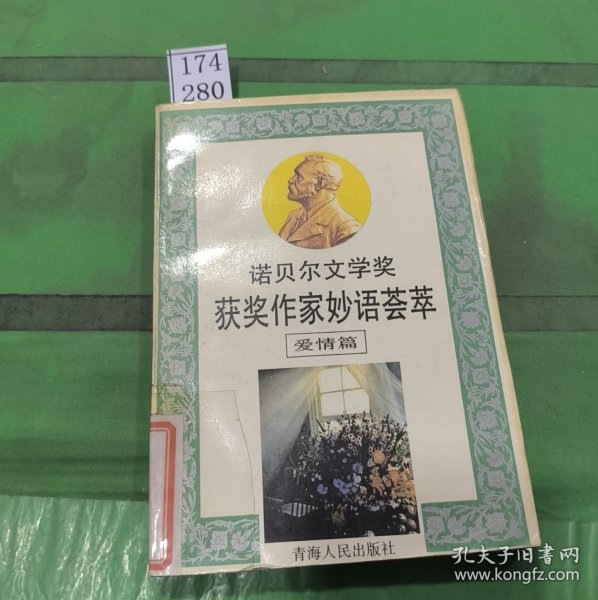 174
280
诺贝尔文学奖
获奖作家妙语荟萃
爱情篇
青海人民出版社
孔夫子旧书网
www.kongfz.com